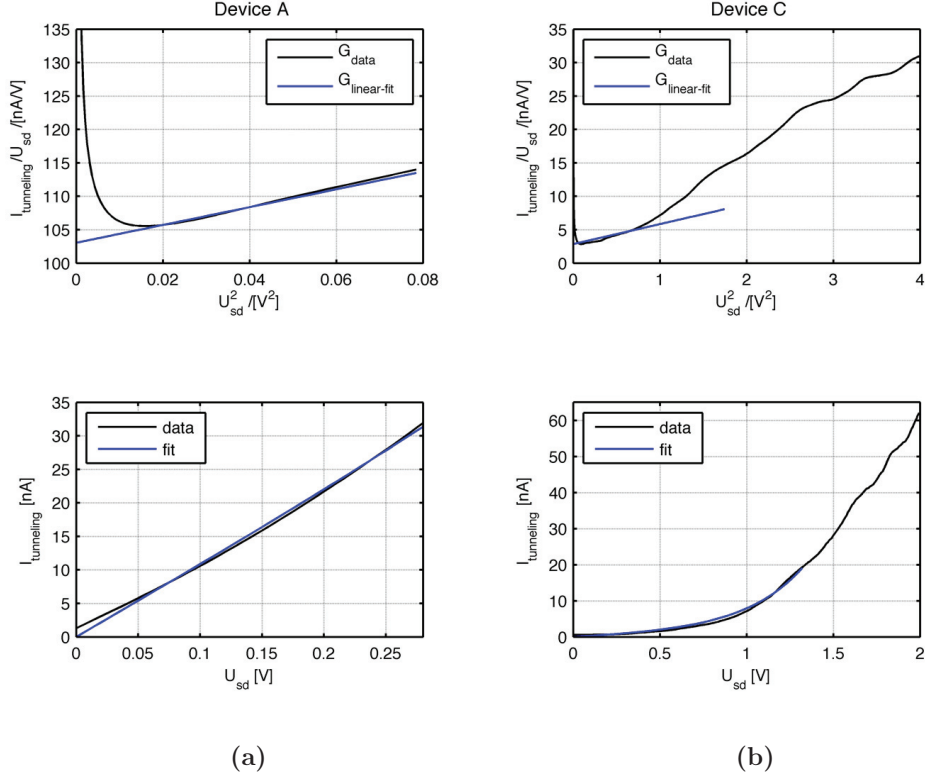 Device A
135
130
125
120
115
110
105
100
I_tunneling/U_sd /[nA/V]
G_data
G_linear-fit
0 0.02 0.04 0.06 0.08
U²_sd /[V²]
Device C
35
30
25
20
15
10
5
0
I_tunneling/U_sd /[nA/V]
G_data
G_linear-fit
0 1 2 3 4
U²_sd /[V²]
35
30
25
20
15
10
5
0
I_tunneling [nA]
data
fit
0 0.05 0.1 0.15 0.2 0.25
U_sd [V]
60
50
40
30
20
10
0
I_tunneling [nA]
data
fit
0 0.5 1 1.5 2
U_sd [V]
(a)
(b)